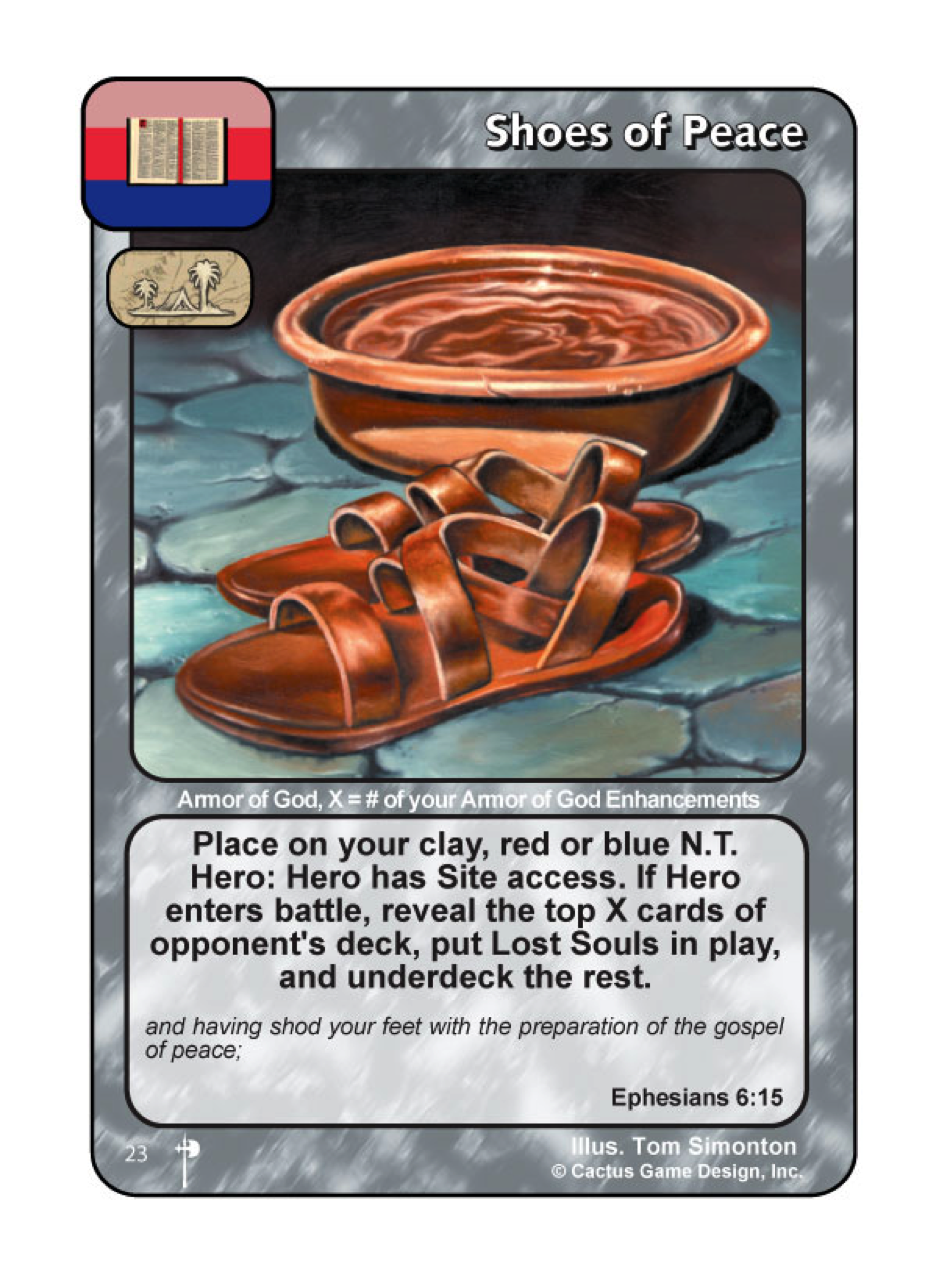 Shoes of Peace
Armor of God, X = # of your Armor of God Enhancements
Place on your clay, red or blue N.T.
Hero: Hero has Site access. If Hero
enters battle, reveal the top X cards of
opponent's deck, put Lost Souls in play,
and underdeck the rest.
and having shod your feet with the preparation of the gospel
of peace;
Ephesians 6:15
23
Illus. Tom Simonton
© Cactus Game Design, Inc.